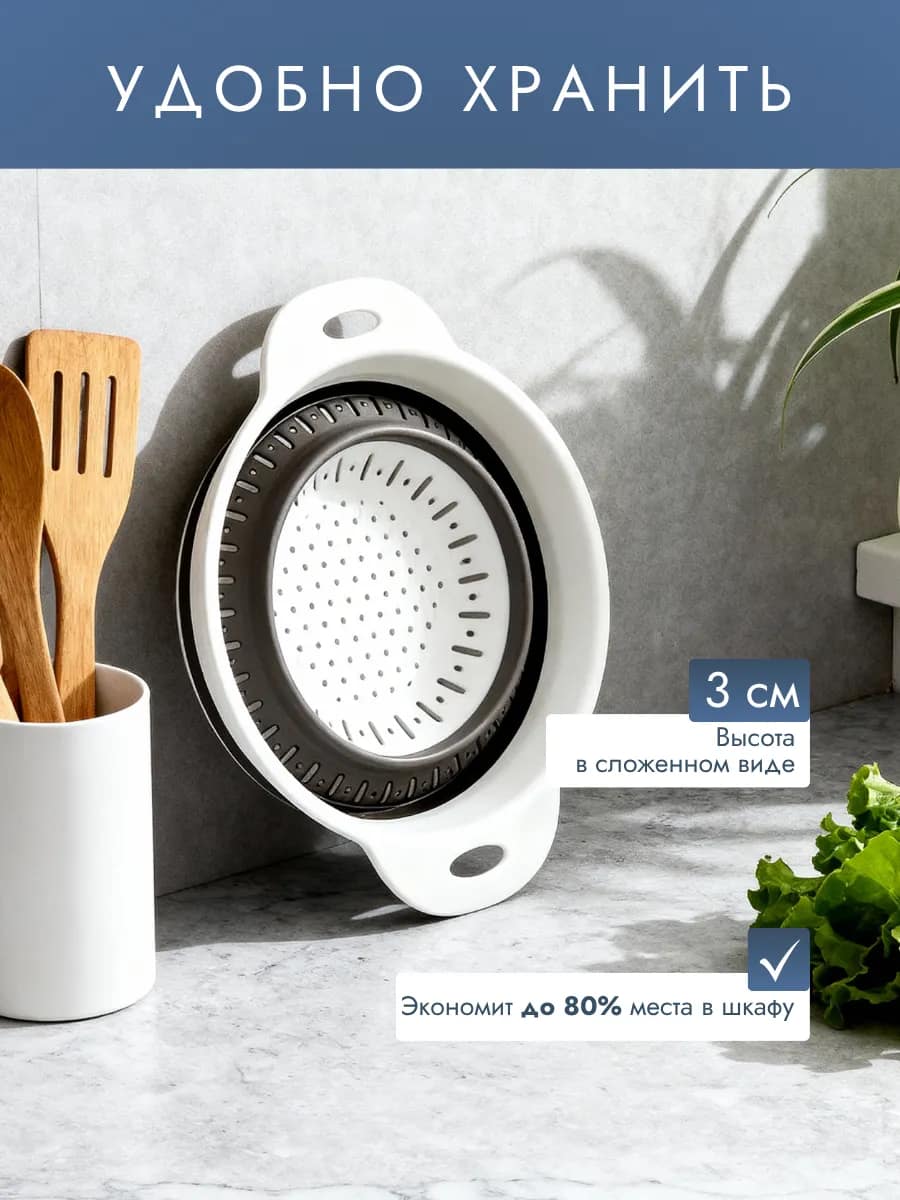 УДОБНО ХРАНИТЬ
3 см
Высота
в сложенном виде
Экономит до 80% места в шкафу